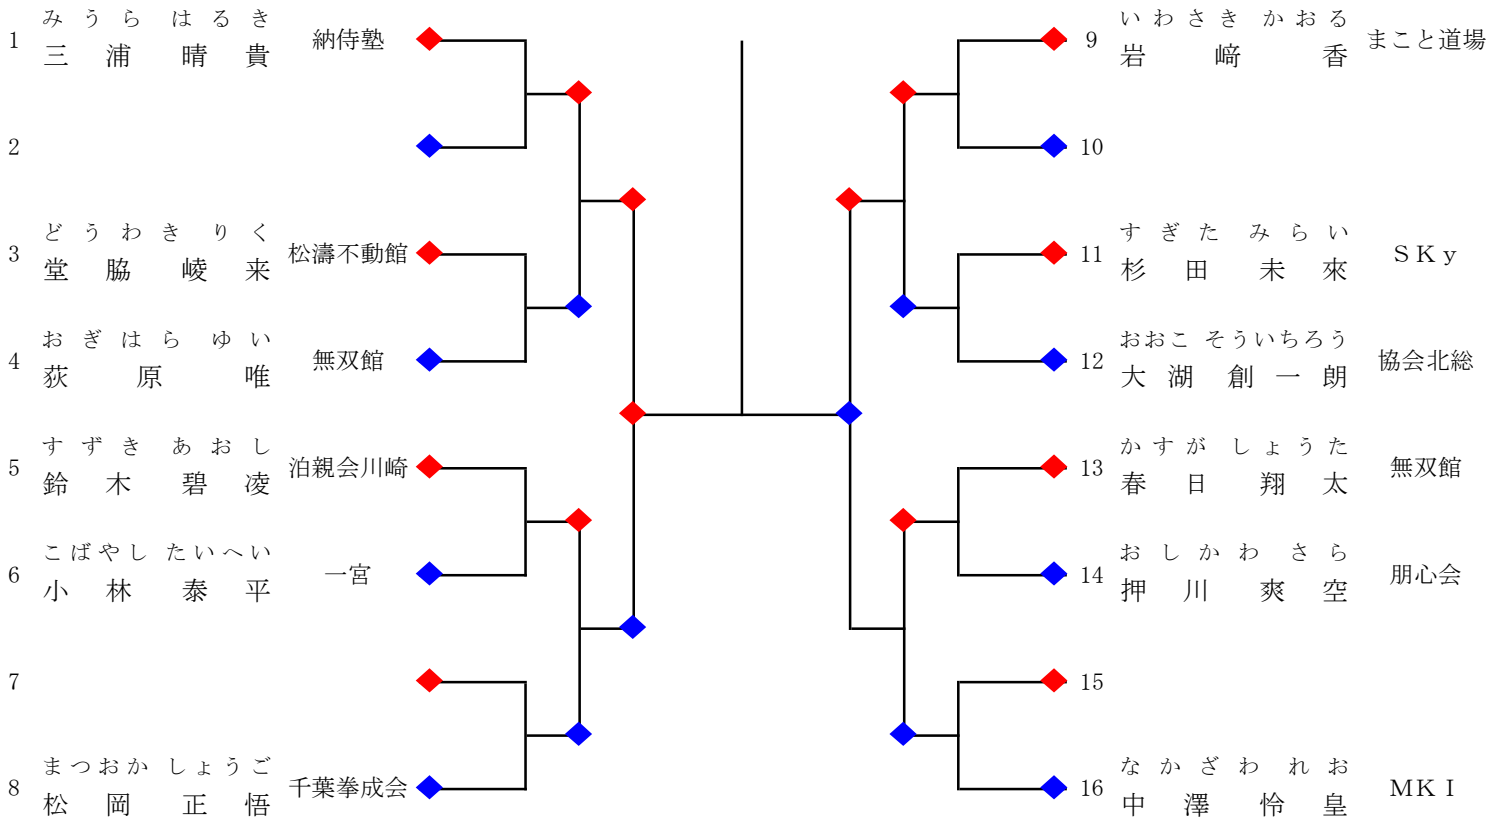 みうら はるき
1 三浦 晴貴 納侍塾
2
どうわき りく
3 堂脇 崚来 松濤不動館
おぎはら ゆい
4 荻原 唯 無双館
すずき あおし
5 鈴木 碧凌 泊親会川崎
こばやし たいへい
6 小林 泰平 一宮
7
まつおか しょうご
8 松岡 正悟 千葉拳成会
いわさき かおる
9 岩﨑 香 まこと道場
10
すぎた みらい
11 杉田 未來 ＳＫｙ
おおこ そういちろう
12 大湖 創一朗 協会北総
かすが しょうた
13 春日 翔太 無双館
おしかわ さら
14 押川 爽空 朋心会
15
なかざわ れお
16 中澤 怜皇 ＭＫＩ